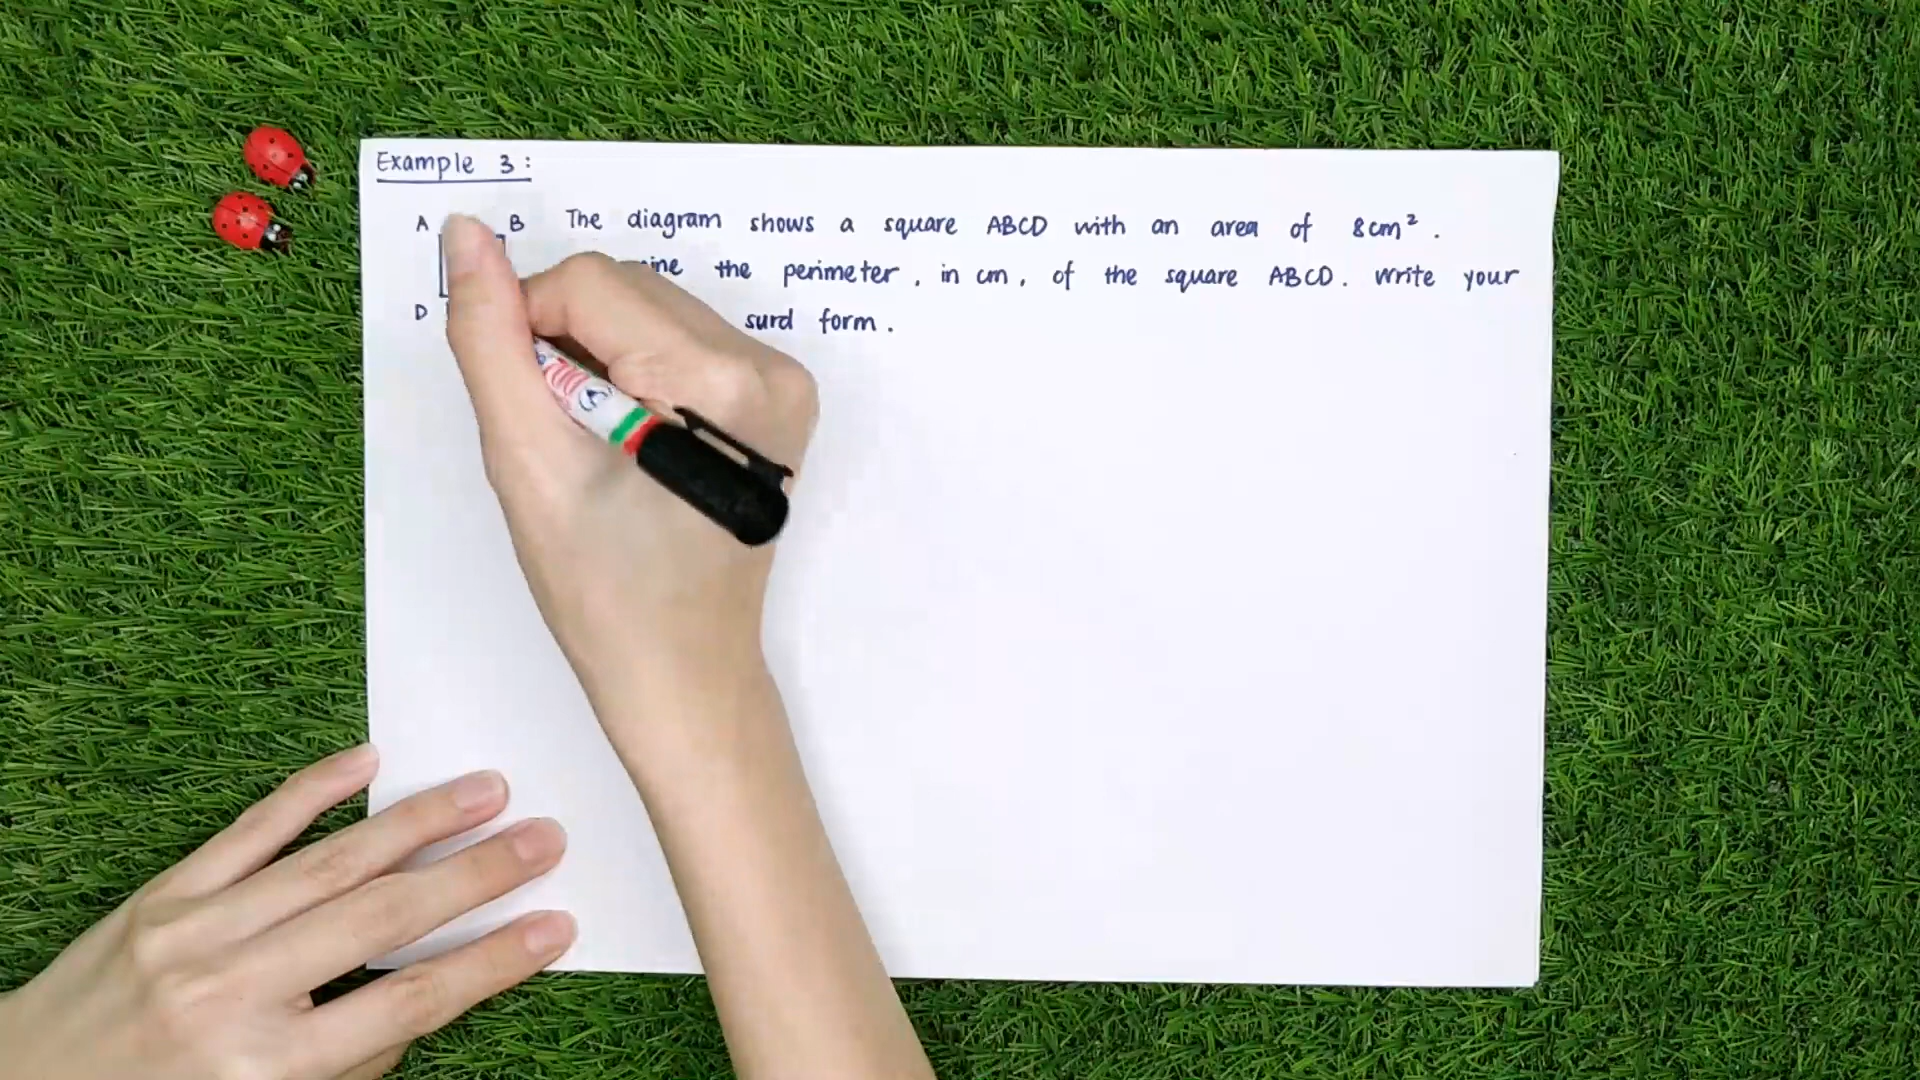 Example 3 :
A B The diagram shows a square ABCD with an area of 8cm² .
the perimeter , in cm , of the square ABCD . Write your
D surd form .